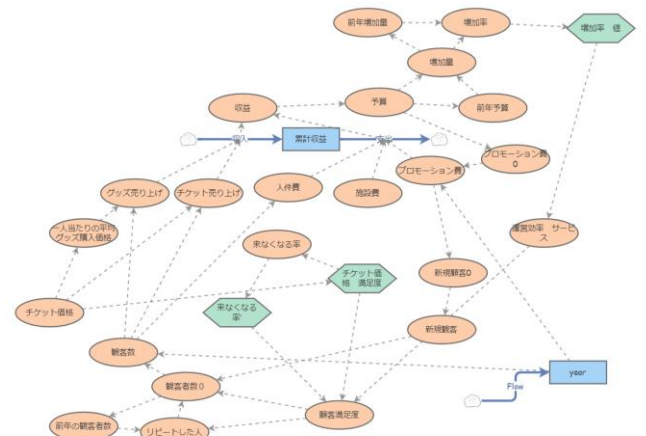 前年増加量
増加率
増加率 値
増加量
収益
予算
前年予算
収入
累計収益
支出
プロモーション費
0
グッズ売り上げ
チケット売り上げ
人件費
施設費
プロモーション費
一人当たりの平均
グッズ購入価格
運営効率 サービ
ス
来なくなる率
チケット価
格 満足度
新規顧客0
チケット価格
来なくなる
率'
新規顧客
観客数
year
Flow
観客者数0
前年の観客者数
リピートした人
顧客満足度